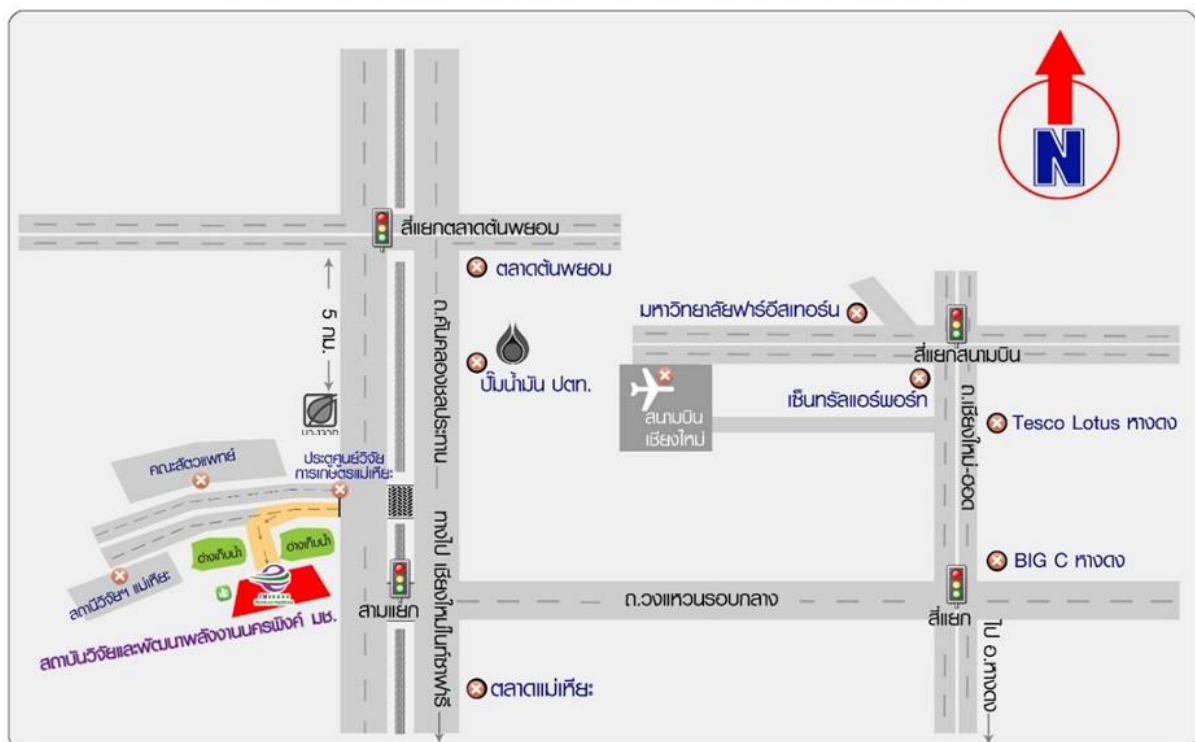 N
สี่แยกตลาดต้นพยอม
ตลาดต้นพยอม
5 กม.
ถ.คันคลองชลประทาน
ปั๊มน้ำมัน ปตท.
มหาวิทยาลัยฟาร์อีสเทอร์น
สี่แยกสนามบิน
เซ็นทรัลแอร์พอร์ท
สนามบิน
เชียงใหม่
ถ.เชียงใหม่-ฮอด
Tesco Lotus หางดง
คณะสัตวแพทย์
ประตูศูนย์วิจัย
การเกษตรแม่เหียะ
อ่างเก็บน้ำ
อ่างเก็บน้ำ
สถานีวิจัยฯ แม่เหียะ
สถาบันวิจัยและพัฒนาพลังงานนครพิงค์ มช.
สามแยก
ทางไป เชียงใหม่ไนท์ซาฟารี
ถ.วงแหวนรอบกลาง
BIG C หางดง
สี่แยก
ไป อ.หางดง
ตลาดแม่เหียะ